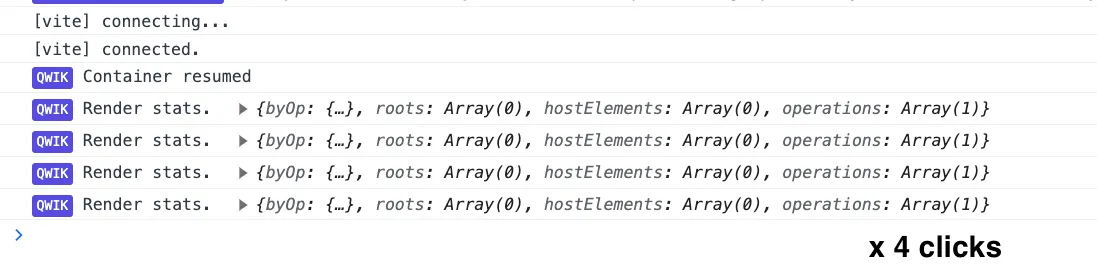 [vite] connecting...
[vite] connected.
QWIK Container resumed
QWIK Render stats. ▶ {byOp: {…}, roots: Array(0), hostElements: Array(0), operations: Array(1)}
QWIK Render stats. ▶ {byOp: {…}, roots: Array(0), hostElements: Array(0), operations: Array(1)}
QWIK Render stats. ▶ {byOp: {…}, roots: Array(0), hostElements: Array(0), operations: Array(1)}
QWIK Render stats. ▶ {byOp: {…}, roots: Array(0), hostElements: Array(0), operations: Array(1)}
>
x 4 clicks